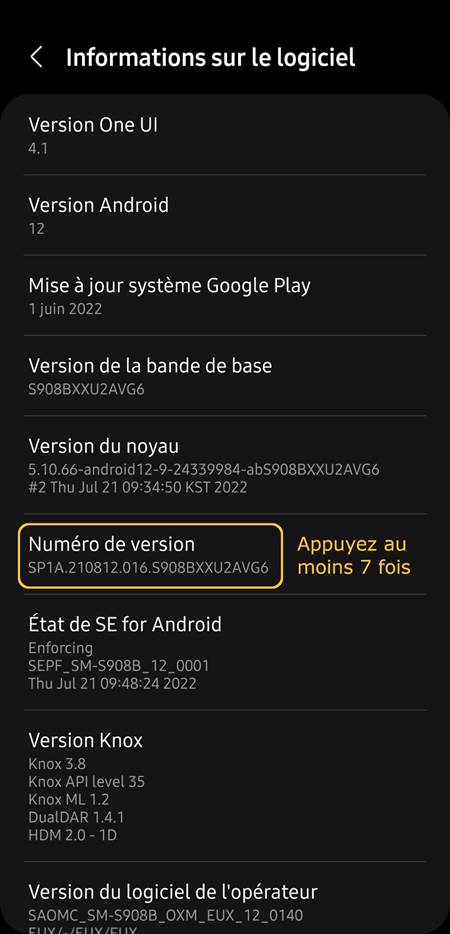 Informations sur le logiciel
Version One UI
4.1
Version Android
12
Mise à jour système Google Play
1 juin 2022
Version de la bande de base
S908BXXU2AVG6
Version du noyau
5.10.66-android12-9-24339984-abS908BXXU2AVG6
#2 Thu Jul 21 09:34:50 KST 2022
Numéro de version
SP1A.210812.016.S908BXXU2AVG6
Appuyez au
moins 7 fois
État de SE for Android
Enforcing
SEPF_SM-S908B_12_0001
Thu Jul 21 09:48:24 2022
Version Knox
Knox 3.8
Knox API level 35
Knox ML 1.2
DualDAR 1.4.1
HDM 2.0 - 1D
Version du logiciel de l'opérateur
SAOMC_SM-S908B_OXM_EUX_12_0140
EUX/-/EUX/EUX